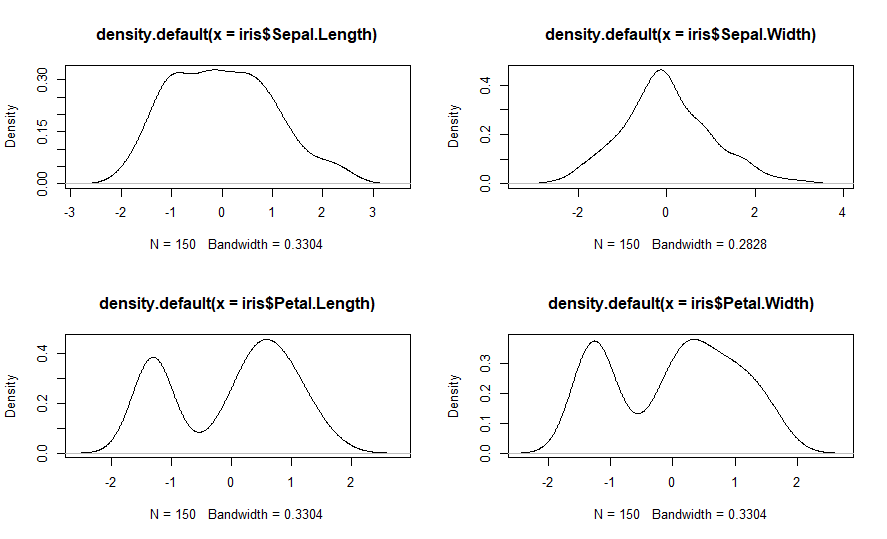 density.default(x = iris$Sepal.Length)
Density
0.00 0.15 0.30
-3 -2 -1 0 1 2 3
N = 150 Bandwidth = 0.3304
density.default(x = iris$Sepal.Width)
Density
0.0 0.2 0.4
-2 0 2 4
N = 150 Bandwidth = 0.2828
density.default(x = iris$Petal.Length)
Density
0.0 0.2 0.4
-2 -1 0 1 2
N = 150 Bandwidth = 0.3304
density.default(x = iris$Petal.Width)
Density
0.0 0.1 0.2 0.3
-2 -1 0 1 2
N = 150 Bandwidth = 0.3304